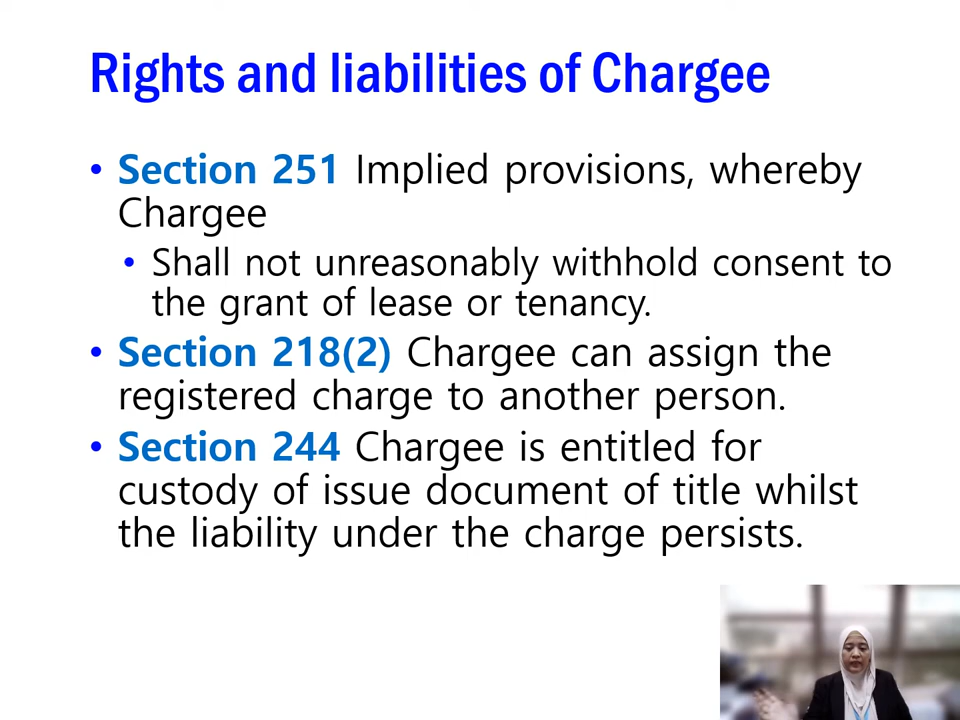 Rights and liabilities of Chargee
• Section 251 Implied provisions, whereby
Chargee
• Shall not unreasonably withhold consent to
the grant of lease or tenancy.
• Section 218(2) Chargee can assign the
registered charge to another person.
• Section 244 Chargee is entitled for
custody of issue document of title whilst
the liability under the charge persists.